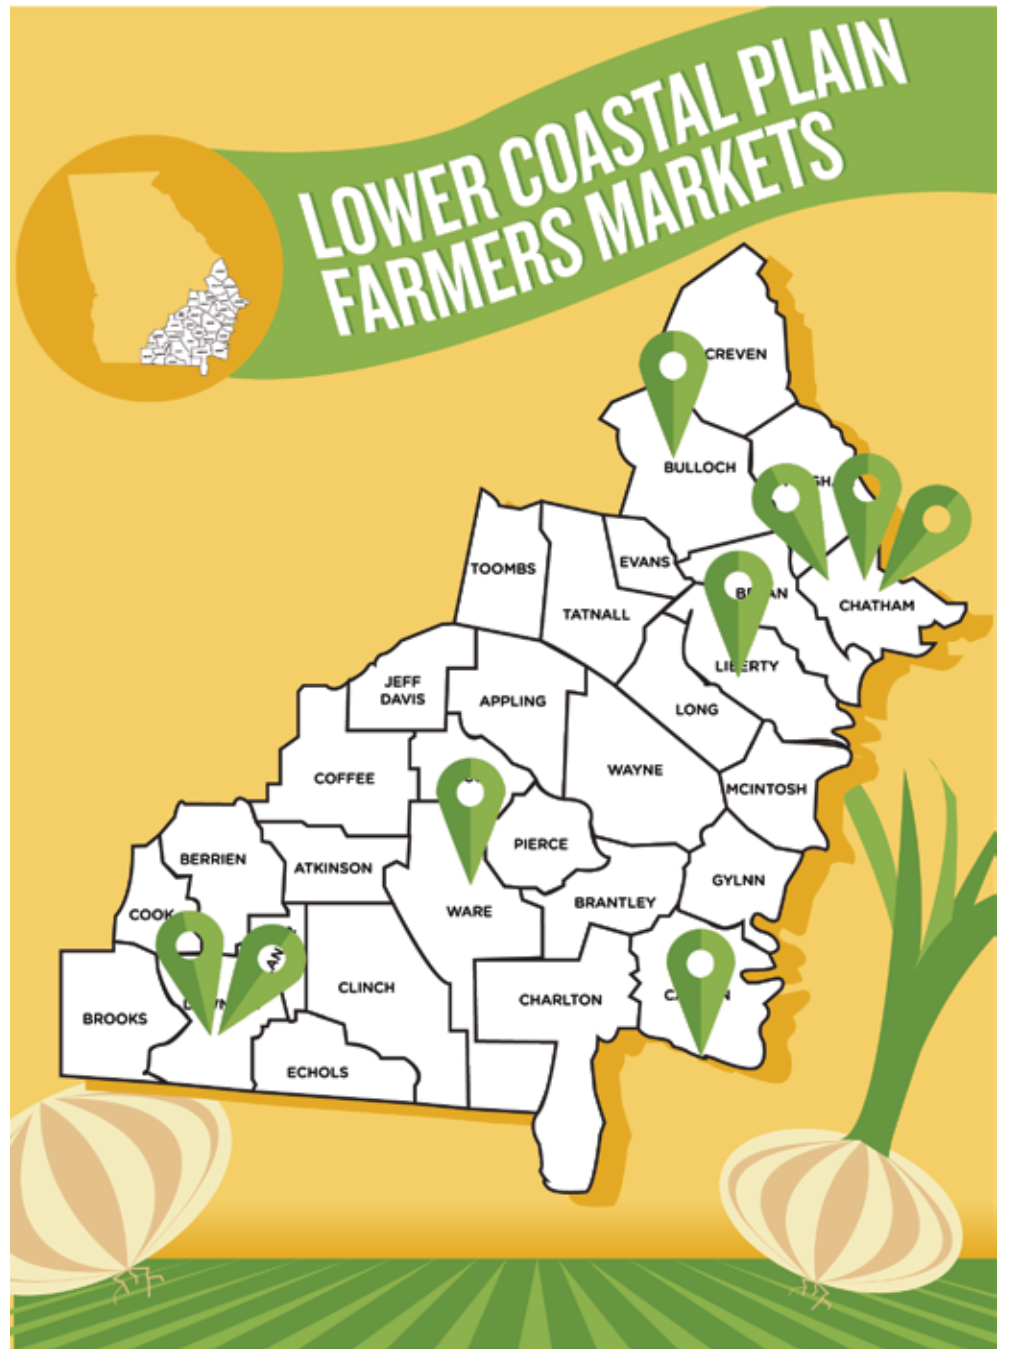 LOWER COASTAL PLAIN
FARMERS MARKETS
CREVEN
BULLOCH
EVANS
TOOMBS
TATNALL
CHATHAM
LIBERTY
JEFF
DAVIS
APPLING
LONG
WAYNE
MCINTOSH
COFFEE
PIERCE
BERRIEN
ATKINSON
GYLNN
BRANTLEY
WARE
COOK
CLINCH
CHARLTON
BROOKS
ECHOLS